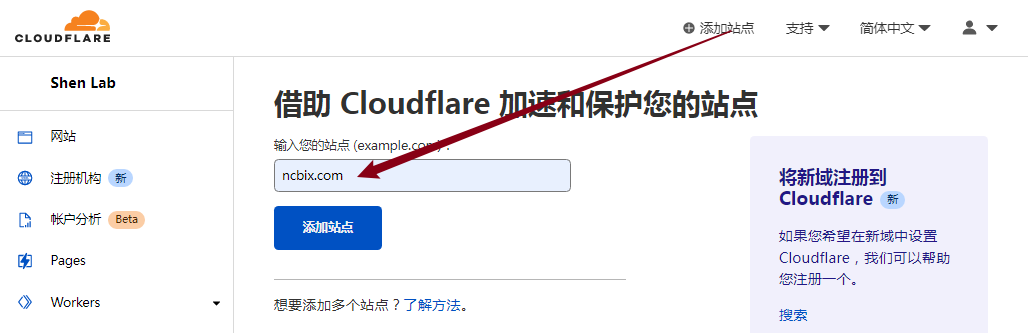 CLOUDFLARE
添加站点 支持 简体中文
Shen Lab
网站
注册机构 新
帐户分析 Beta
Pages
Workers
借助 Cloudflare 加速和保护您的站点
输入您的站点 (example.com)：
ncbix.com
添加站点
想要添加多个站点？了解方法。
将新域注册到
Cloudflare 新
如果您希望在新域中设置
Cloudflare，我们可以帮助
您注册一个。
搜索